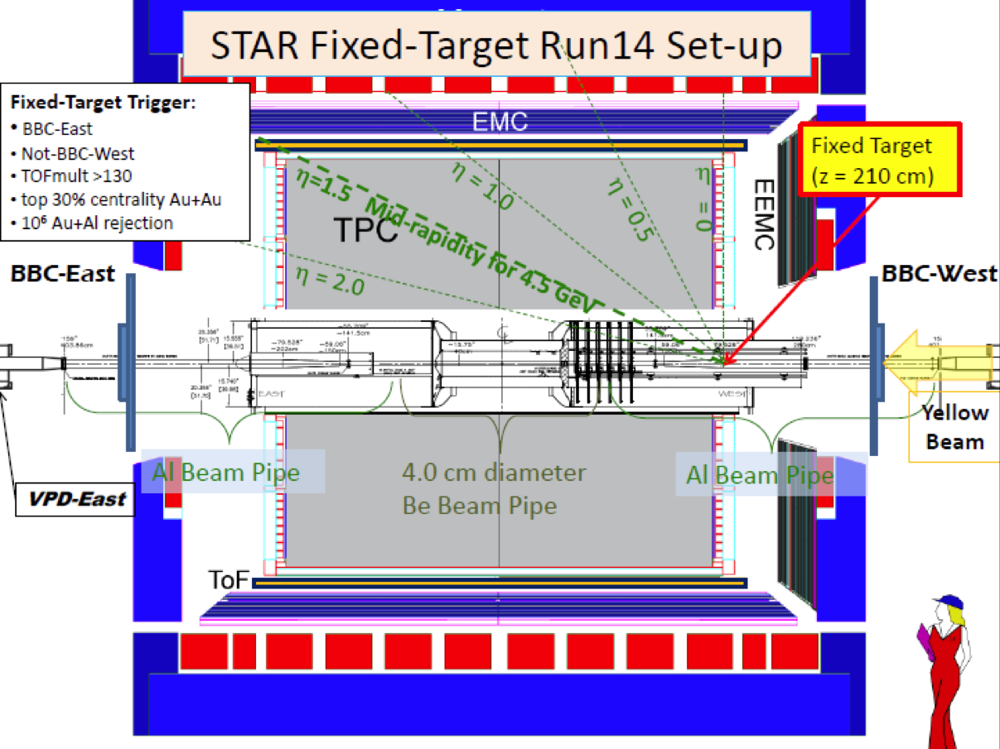 STAR Fixed-Target Run14 Set-up
Fixed-Target Trigger:
• BBC-East
• Not-BBC-West
• TOFmult >130
• top 30% centrality Au+Au
• 10⁶ Au+Al rejection
EMC
Fixed Target
(z = 210 cm)
η=1.5 Mid-rapidity for 4.5 GeV
η = 1.0
η = 0.5
η = 0
η = 2.0
TPC
EEMC
BBC-East
BBC-West
EAST
WEST
Yellow
Beam
Al Beam Pipe
4.0 cm diameter
Be Beam Pipe
Al Beam Pipe
VPD-East
ToF